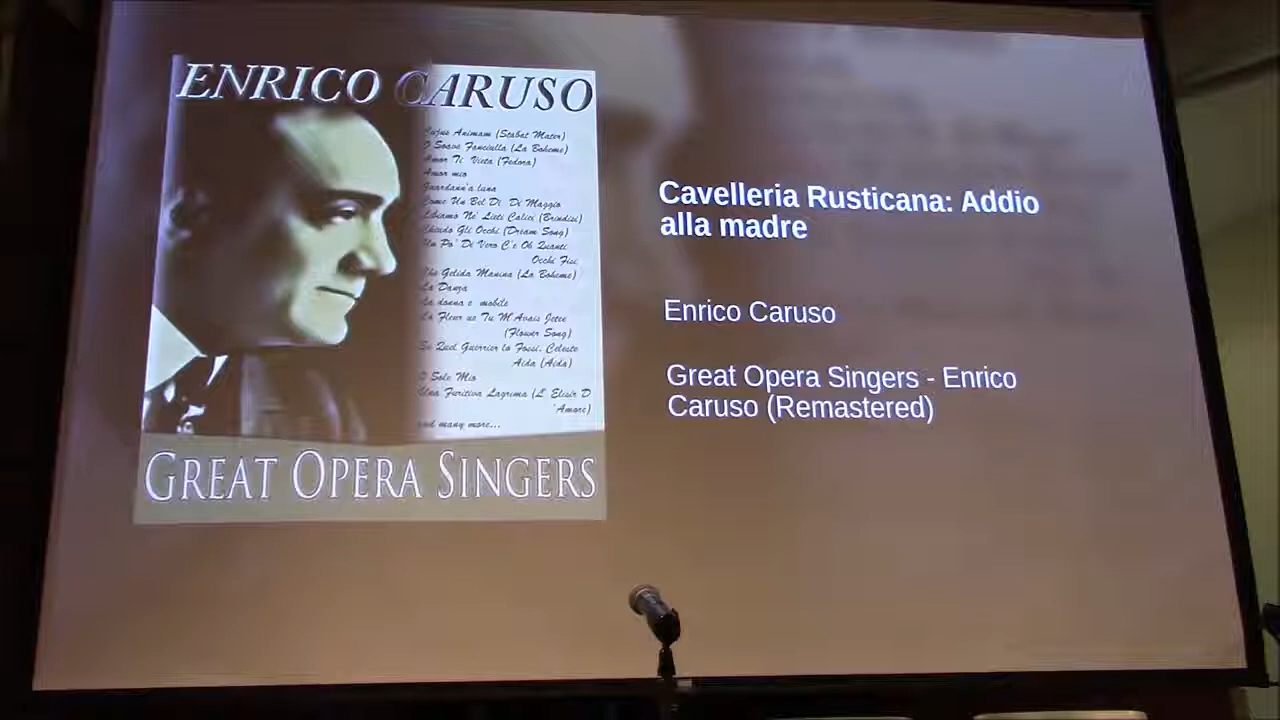 ENRICO CARUSO
Cujus Animam (Stabat Mater)
O Soave Fanciulla (La Boheme)
Amor Ti Vieta (Fedora)
Amor mio
Guardann'a luna
Come Un Bel Di Di Maggio
Libiamo Ne' Lieti Calici (Brindisi)
Chiudo Gli Occhi (Dream Song)
Un Po' Di Vero C'e Oh Quanti
Occhi Fisi
Che Gelida Manina (La Boheme)
La Danza
La donna e mobile
La Fleur ue Tu M'Avais Jetee
(Flower Song)
Se Quel Guerrier Io Fossi. Celeste
Aida (Aida)
O Sole Mio
Una Furitiva Lagrima (L' Elisir D
'Amore)
and many more...
GREAT OPERA SINGERS
Cavelleria Rusticana: Addio
alla madre
Enrico Caruso
Great Opera Singers - Enrico
Caruso (Remastered)